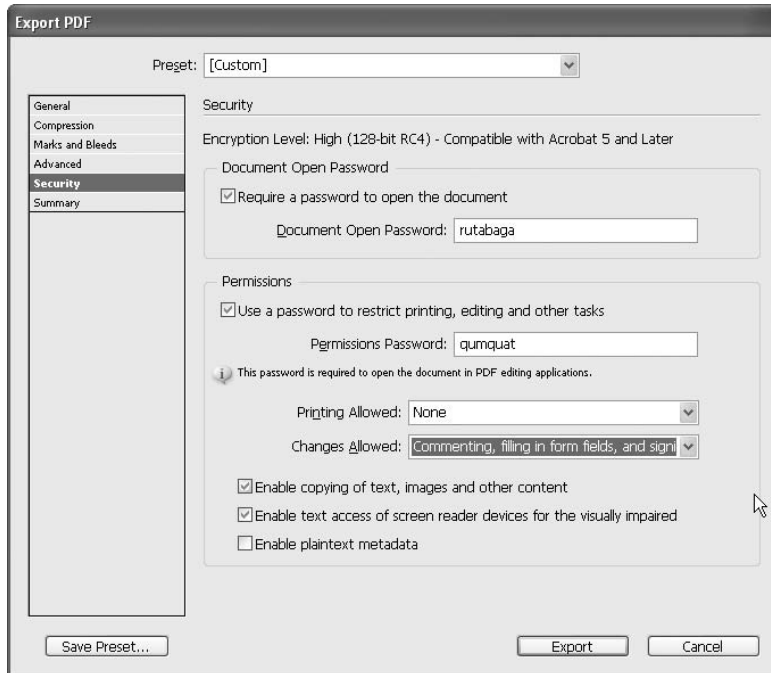 Export PDF
Preset: [Custom]
General
Compression
Marks and Bleeds
Advanced
Security
Summary
Security
Encryption Level: High (128-bit RC4) - Compatible with Acrobat 5 and Later
Document Open Password
Require a password to open the document
Document Open Password: rutabaga
Permissions
Use a password to restrict printing, editing and other tasks
Permissions Password: qumquat
This password is required to open the document in PDF editing applications.
Printing Allowed: None
Changes Allowed: Commenting, filling in form fields, and signi
Enable copying of text, images and other content
Enable text access of screen reader devices for the visually impaired
Enable plaintext metadata
Save Preset... Export Cancel